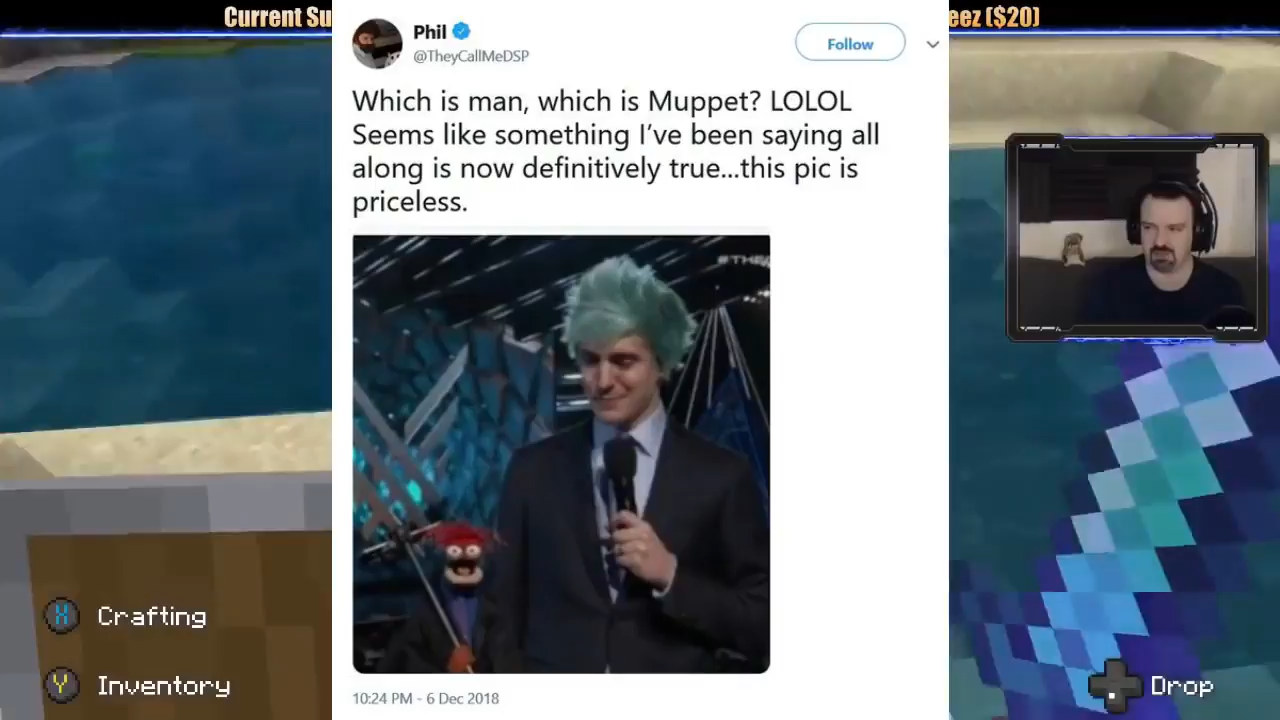 Current Su
eez ($20)
Phil
@TheyCallMeDSP
Follow
Which is man, which is Muppet? LOLOL
Seems like something I've been saying all
along is now definitively true...this pic is
priceless.
X Crafting
Y Inventory
Drop
10:24 PM - 6 Dec 2018